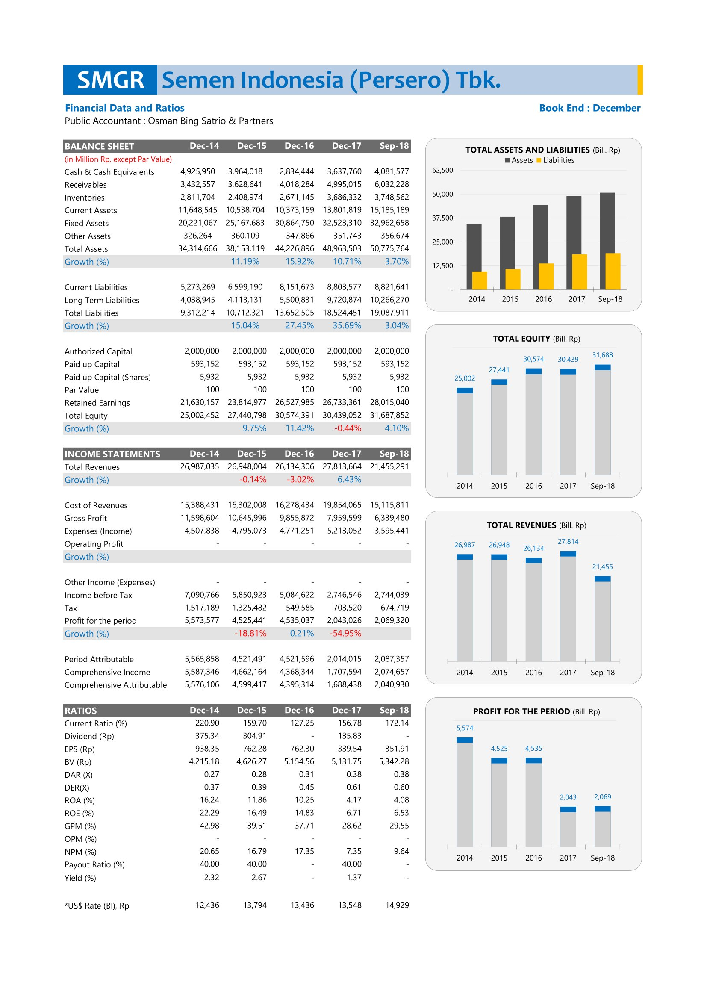 SMGR Semen Indonesia (Persero) Tbk.
Financial Data and Ratios Book End : December
Public Accountant : Osman Bing Satrio & Partners
BALANCE SHEET Dec-14 Dec-15 Dec-16 Dec-17 Sep-18
(in Million Rp, except Par Value)
Cash & Cash Equivalents 4,925,950 3,964,018 2,834,444 3,637,760 4,081,577
Receivables 3,432,557 3,628,641 4,018,284 4,995,015 6,032,228
Inventories 2,811,704 2,408,974 2,671,145 3,686,332 3,748,562
Current Assets 11,648,545 10,538,704 10,373,159 13,801,819 15,185,189
Fixed Assets 20,221,067 25,167,683 30,864,750 32,523,310 32,962,658
Other Assets 326,264 360,109 347,866 351,743 356,674
Total Assets 34,314,666 38,153,119 44,226,896 48,963,503 50,775,764
Growth (%) 11.19% 15.92% 10.71% 3.70%
Current Liabilities 5,273,269 6,599,190 8,151,673 8,803,577 8,821,641
Long Term Liabilities 4,038,945 4,113,131 5,500,831 9,720,874 10,266,270
Total Liabilities 9,312,214 10,712,321 13,652,505 18,524,451 19,087,911
Growth (%) 15.04% 27.45% 35.69% 3.04%
Authorized Capital 2,000,000 2,000,000 2,000,000 2,000,000 2,000,000
Paid up Capital 593,152 593,152 593,152 593,152 593,152
Paid up Capital (Shares) 5,932 5,932 5,932 5,932 5,932
Par Value 100 100 100 100 100
Retained Earnings 21,630,157 23,814,977 26,527,985 26,733,361 28,015,040
Total Equity 25,002,452 27,440,798 30,574,391 30,439,052 31,687,852
Growth (%) 9.75% 11.42% -0.44% 4.10%
INCOME STATEMENTS Dec-14 Dec-15 Dec-16 Dec-17 Sep-18
Total Revenues 26,987,035 26,948,004 26,134,306 27,813,664 21,455,291
Growth (%) -0.14% -3.02% 6.43%
Cost of Revenues 15,388,431 16,302,008 16,278,434 19,854,065 15,115,811
Gross Profit 11,598,604 10,645,996 9,855,872 7,959,599 6,339,480
Expenses (Income) 4,507,838 4,795,073 4,771,251 5,213,052 3,595,441
Operating Profit - - - - -
Growth (%)
Other Income (Expenses) - - - - -
Income before Tax 7,090,766 5,850,923 5,084,622 2,746,546 2,744,039
Tax 1,517,189 1,325,482 549,585 703,520 674,719
Profit for the period 5,573,577 4,525,441 4,535,037 2,043,026 2,069,320
Growth (%) -18.81% 0.21% -54.95%
Period Attributable 5,565,858 4,521,491 4,521,596 2,014,015 2,087,357
Comprehensive Income 5,587,346 4,662,164 4,368,344 1,707,594 2,074,657
Comprehensive Attributable 5,576,106 4,599,417 4,395,314 1,688,438 2,040,930
RATIOS Dec-14 Dec-15 Dec-16 Dec-17 Sep-18
Current Ratio (%) 220.90 159.70 127.25 156.78 172.14
Dividend (Rp) 375.34 304.91 - 135.83 -
EPS (Rp) 938.35 762.28 762.30 339.54 351.91
BV (Rp) 4,215.18 4,626.27 5,154.56 5,131.75 5,342.28
DAR (X) 0.27 0.28 0.31 0.38 0.38
DER(X) 0.37 0.39 0.45 0.61 0.60
ROA (%) 16.24 11.86 10.25 4.17 4.08
ROE (%) 22.29 16.49 14.83 6.71 6.53
GPM (%) 42.98 39.51 37.71 28.62 29.55
OPM (%) - - - - -
NPM (%) 20.65 16.79 17.35 7.35 9.64
Payout Ratio (%) 40.00 40.00 - 40.00 -
Yield (%) 2.32 2.67 - 1.37 -
*US$ Rate (BI), Rp 12,436 13,794 13,436 13,548 14,929
TOTAL ASSETS AND LIABILITIES (Bill. Rp)
Assets Liabilities
62,500
50,000
37,500
25,000
12,500
-
2014 2015 2016 2017 Sep-18
TOTAL EQUITY (Bill. Rp)
25,002 27,441 30,574 30,439 31,688
2014 2015 2016 2017 Sep-18
TOTAL REVENUES (Bill. Rp)
26,987 26,948 26,134 27,814 21,455
2014 2015 2016 2017 Sep-18
PROFIT FOR THE PERIOD (Bill. Rp)
5,574 4,525 4,535 2,043 2,069
2014 2015 2016 2017 Sep-18